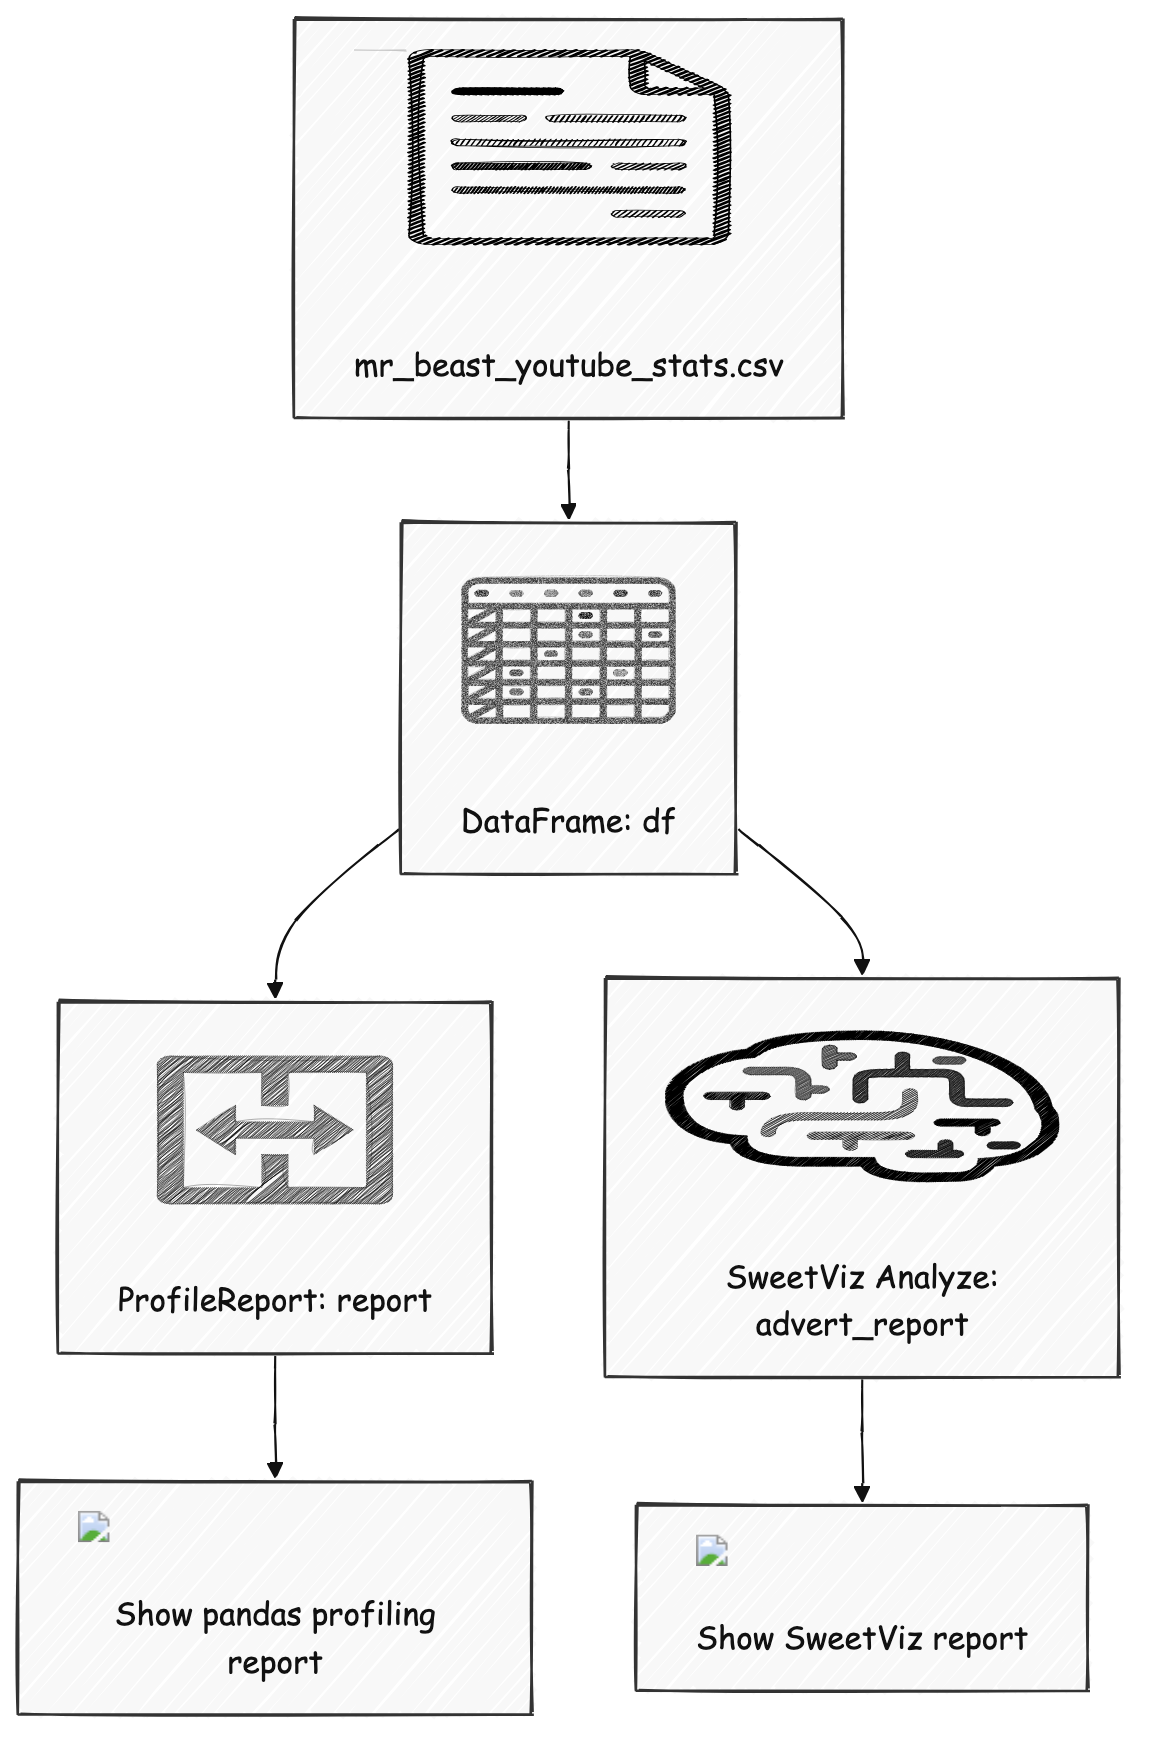 mr_beast_youtube_stats.csv
DataFrame: df
ProfileReport: report
SweetViz Analyze:
advert_report
Show pandas profiling
report
Show SweetViz report